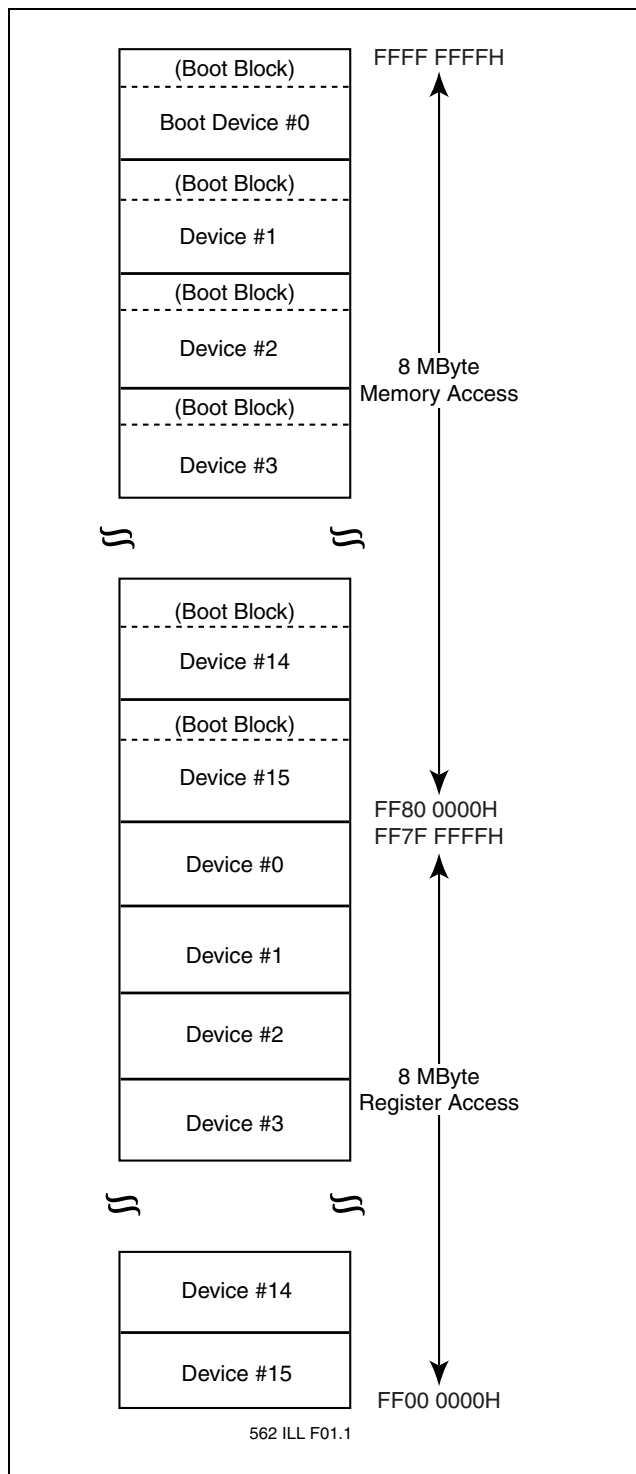 (Boot Block)
FFFF FFFFH
Boot Device #0
(Boot Block)
Device #1
(Boot Block)
Device #2
8 MByte
Memory Access
(Boot Block)
Device #3
(Boot Block)
Device #14
(Boot Block)
Device #15
FF80 0000H
FF7F FFFFH
Device #0
Device #1
Device #2
8 MByte
Register Access
Device #3
Device #14
Device #15
FF00 0000H
562 ILL F01.1